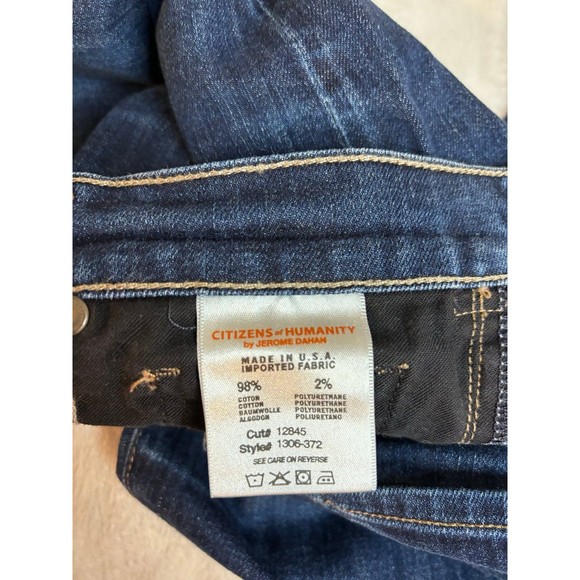 CITIZENS of HUMANITY
by JEROME DAHAN
MADE IN U.S.A.
IMPORTED FABRIC
98% 2%
COTON POLYURETHANE
COTTON POLYURETHANE
BAUMWOLLE POLYURETHANE
ALGODON POLIURETANO
Cut# 12845
Style# 1306-372
SEE CARE ON REVERSE